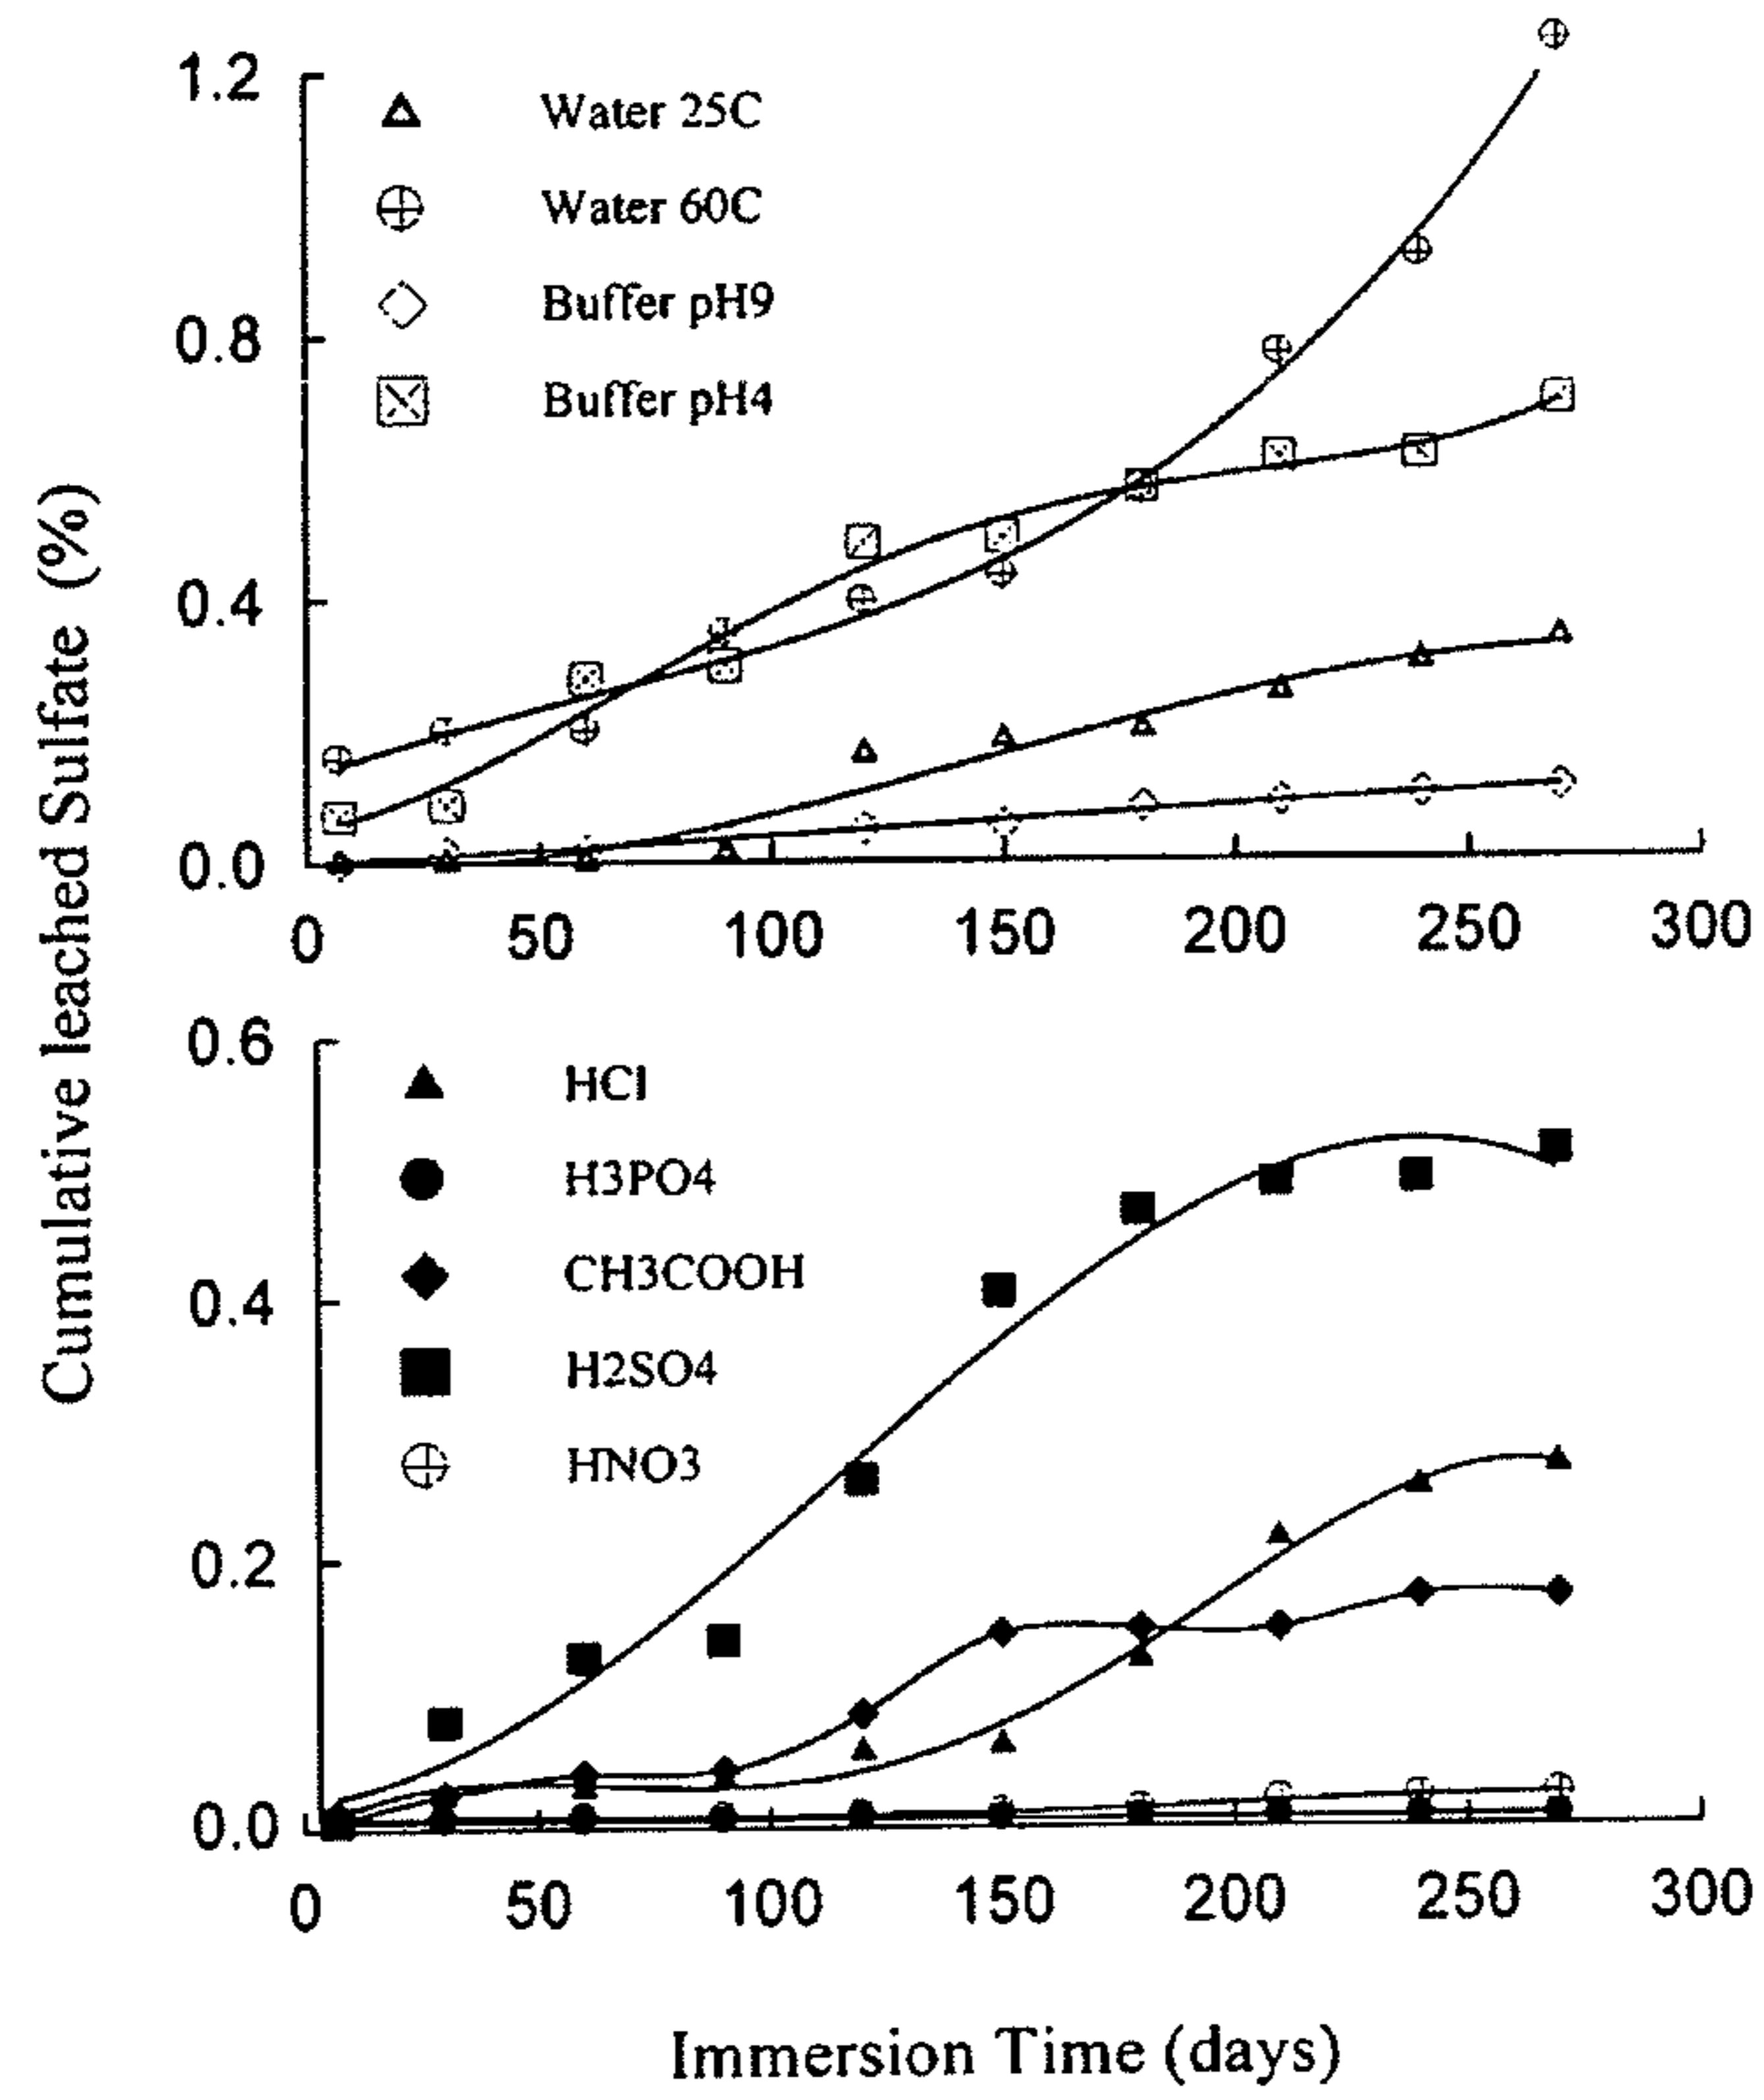 Cumulative leached Sulfate (%)
1.2
0.8
0.4
0.0
Water 25C
Water 60C
Buffer pH9
Buffer pH4
0 50 100 150 200 250 300
0.6
0.4
0.2
0.0
HCl
H3PO4
CH3COOH
H2SO4
HNO3
0 50 100 150 200 250 300
Immersion Time (days)